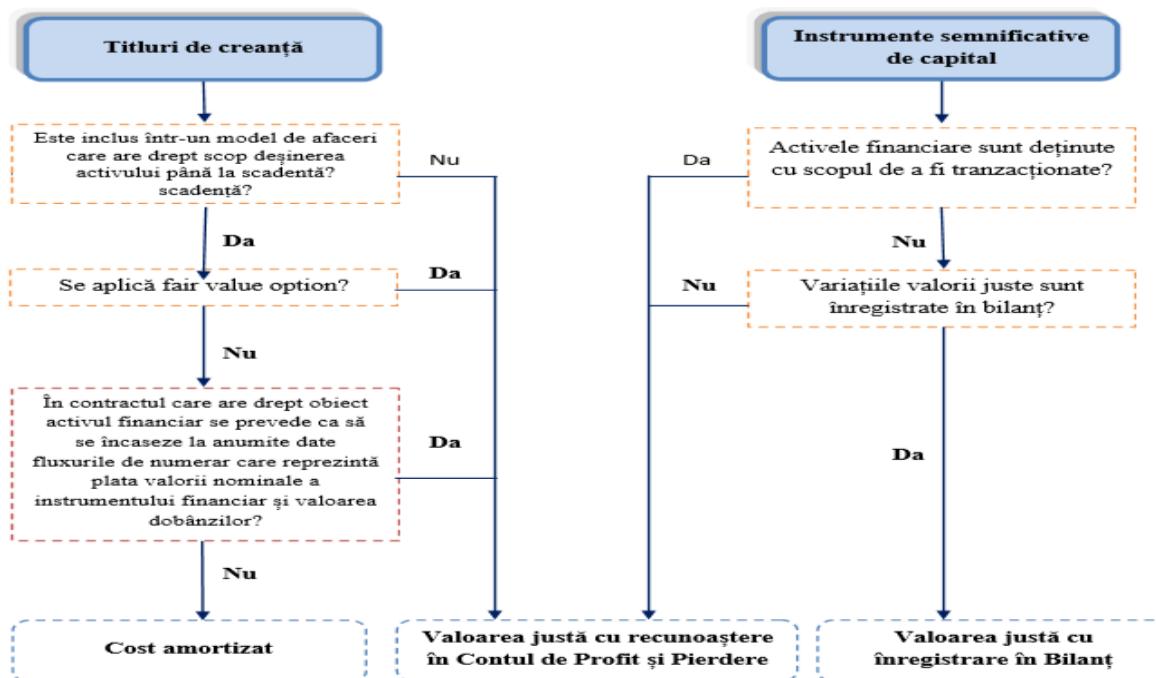 Titluri de creanță
Instrumente semnificative
de capital
Este inclus într-un model de afaceri
care are drept scop deșinerea
activului până la scadentă?
scadență?
Nu
Da
Activele financiare sunt deținute
cu scopul de a fi tranzacționate?
Da
Nu
Se aplică fair value option?
Da
Nu
Variațiile valorii juste sunt
înregistrate în bilanț?
Nu
În contractul care are drept obiect
activul financiar se prevede ca să
se încaseze la anumite date
fluxurile de numerar care reprezintă
plata valorii nominale a
instrumentului financiar și valoarea
dobânzilor?
Da
Da
Nu
Cost amortizat
Valoarea justă cu recunoaștere
în Contul de Profit și Pierdere
Valoarea justă cu
înregistrare în Bilanț